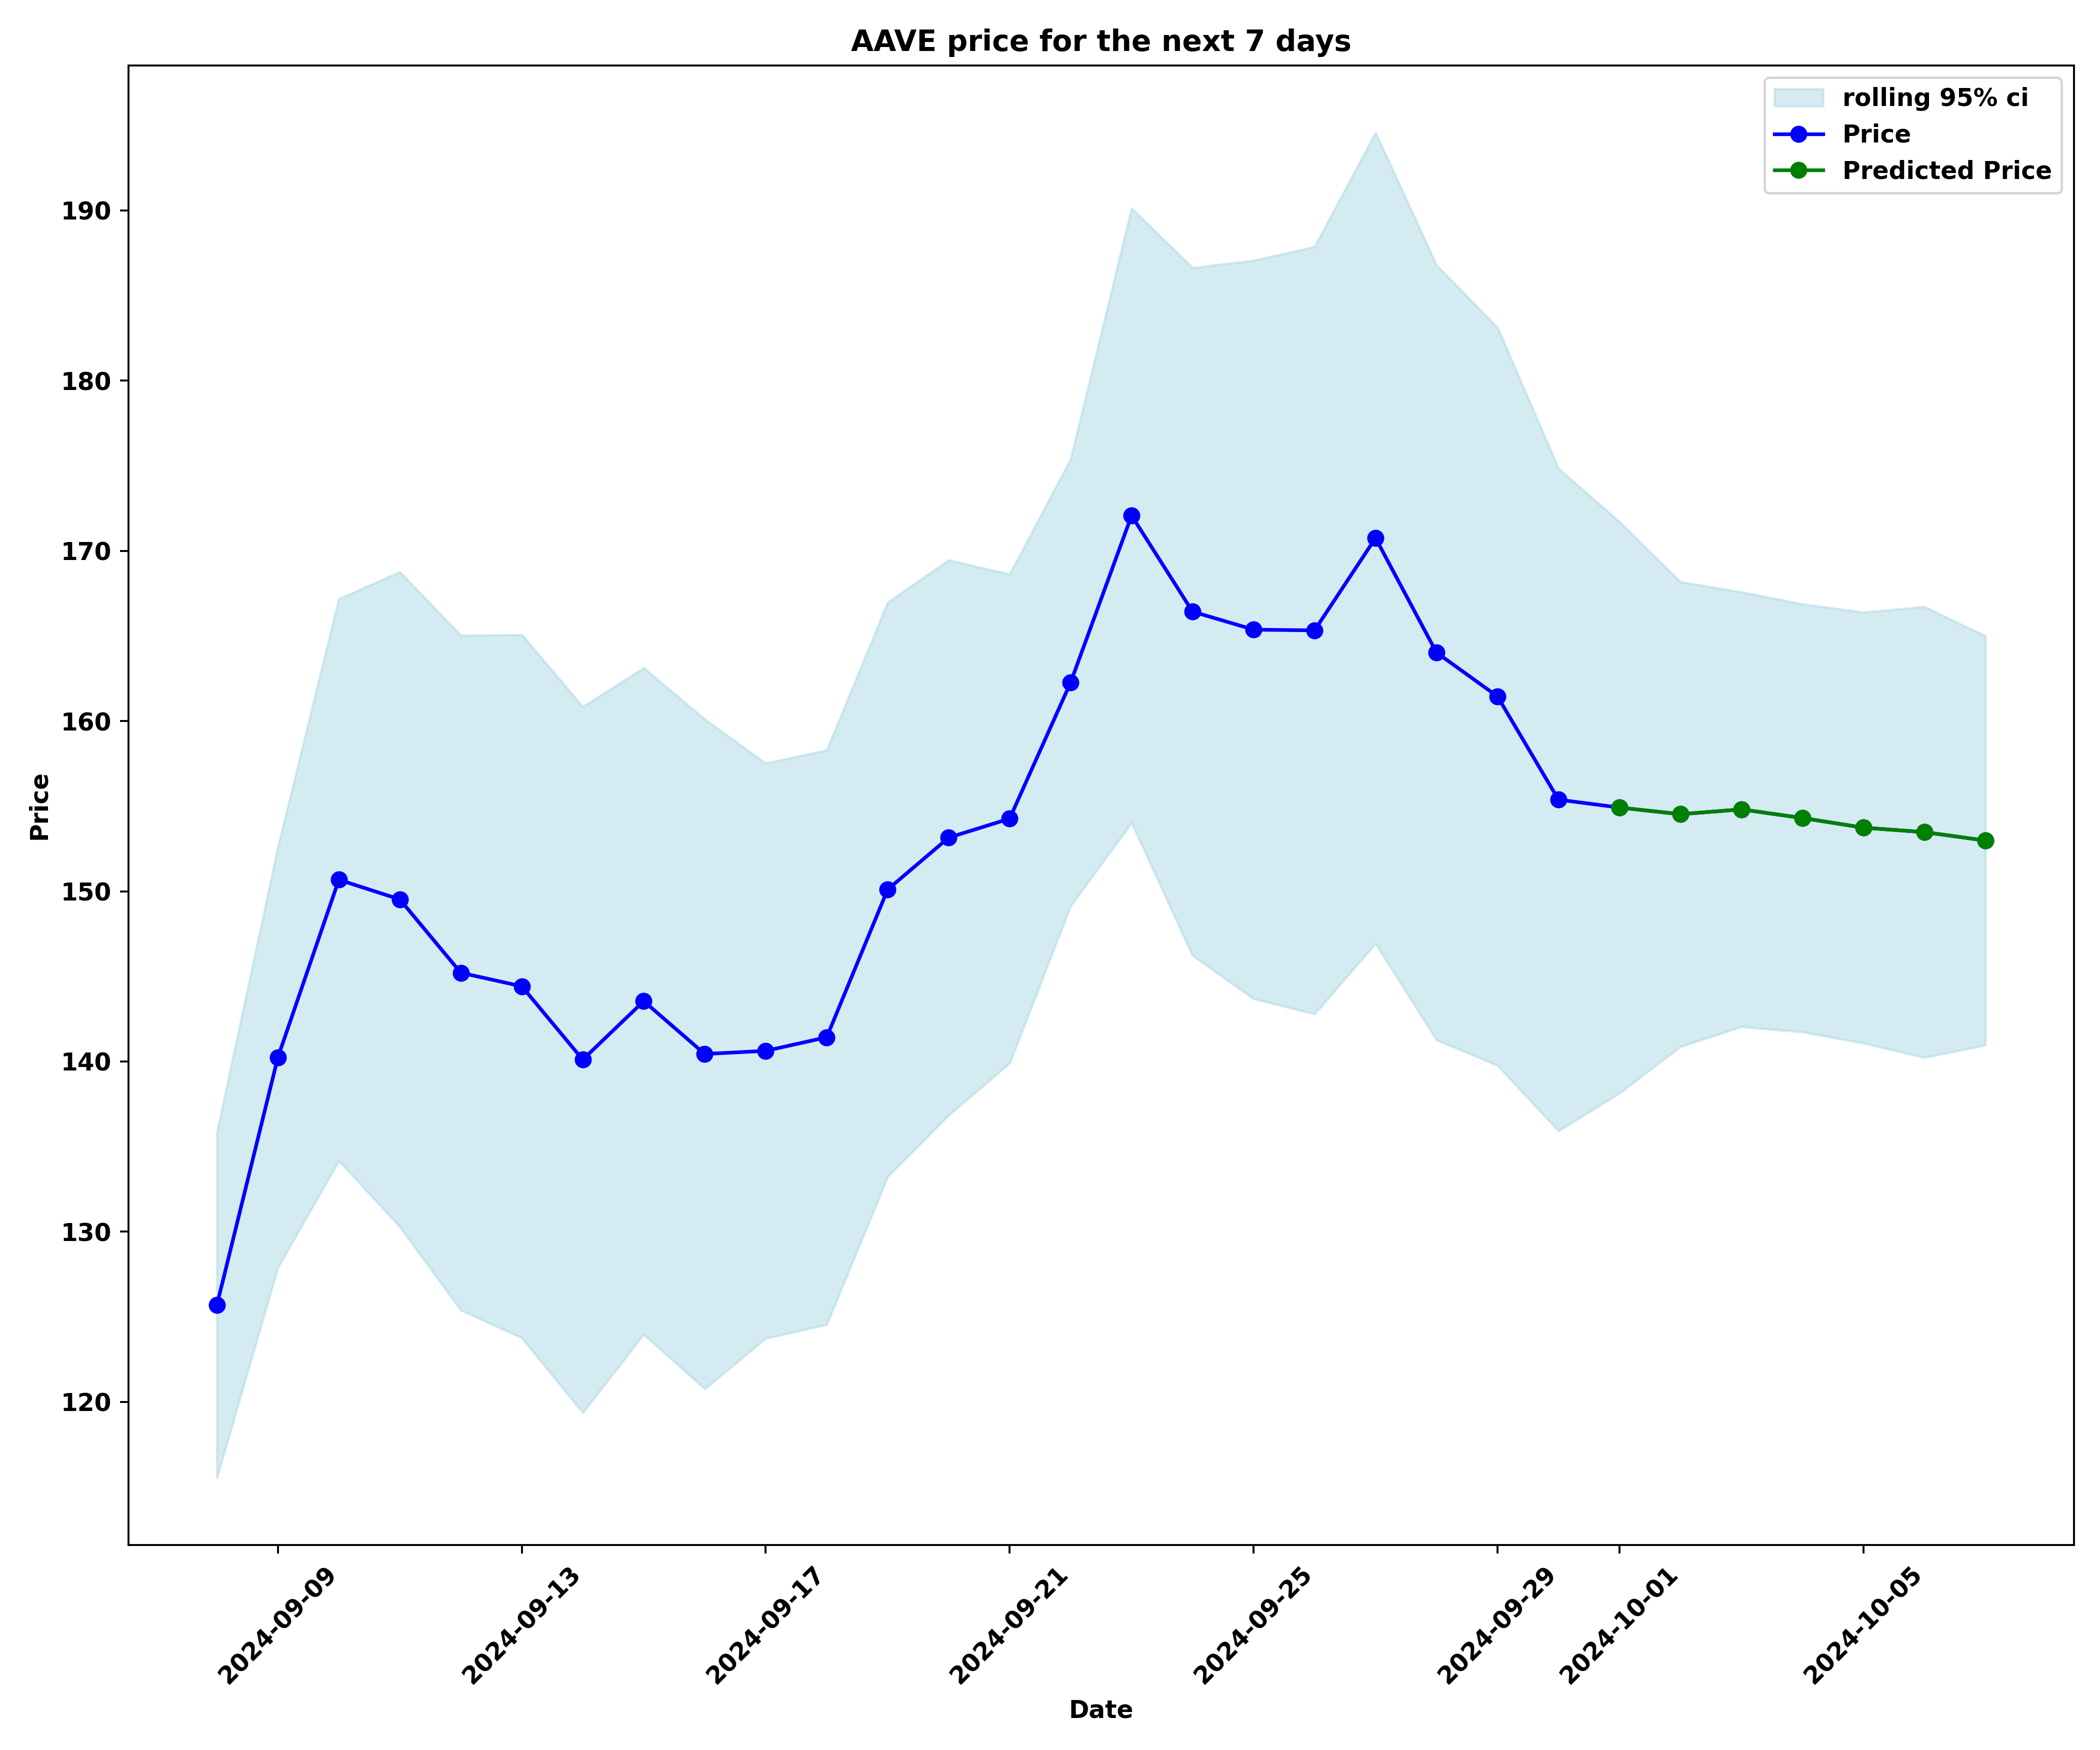 AAVE price for the next 7 days
rolling 95% ci
Price
Predicted Price
190
180
170
160
150
140
130
120
Price
2024-09-09
2024-09-13
2024-09-17
2024-09-21
2024-09-25
2024-09-29
2024-10-01
2024-10-05
Date